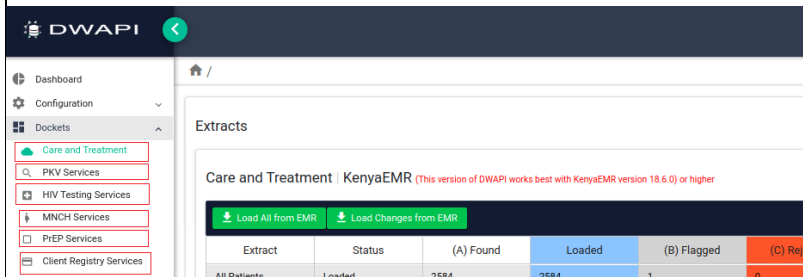 DWAPI
Dashboard
Configuration
Dockets
Care and Treatment
PKV Services
HIV Testing Services
MNCH Services
PrEP Services
Client Registry Services
/
Extracts
Care and Treatment | KenyaEMR (This version of DWAPI works best with KenyaEMR version 18.6.0) or higher
Load All from EMR Load Changes from EMR
Extract Status (A) Found Loaded (B) Flagged (C) Rej
All Patients Loaded 2584 2584 1 0